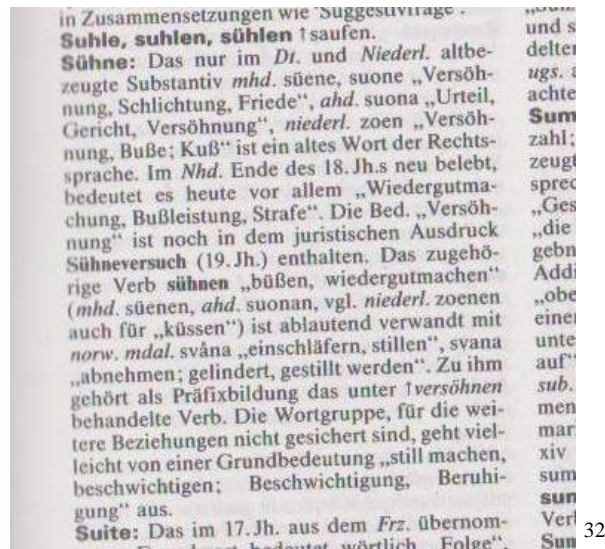 in Zusammensetzungen wie "Suggestivfrage".
Suhle, suhlen, sühlen ↑saufen.
Sühne: Das nur im Dt. und Niederl. altbe-
zeugte Substantiv mhd. süene, suone „Versöh-
nung, Schlichtung, Friede“, ahd. suona „Urteil,
Gericht, Versöhnung“, niederl. zoen „Versöh-
nung, Buße; Kuß“ ist ein altes Wort der Rechts-
sprache. Im Nhd. Ende des 18. Jh.s neu belebt,
bedeutet es heute vor allem „Wiedergutma-
chung, Bußleistung, Strafe“. Die Bed. „Versöh-
nung“ ist noch in dem juristischen Ausdruck
Sühneversuch (19. Jh.) enthalten. Das zugehö-
rige Verb sühnen „büßen, wiedergutmachen“
(mhd. süenen, ahd. suonan, vgl. niederl. zoenen
auch für „küssen“) ist ablautend verwandt mit
norw. mdal. svåna „einschläfern, stillen“, svana
„abnehmen; gelindert, gestillt werden“. Zu ihm
gehört als Präfixbildung das unter ↑versöhnen
behandelte Verb. Die Wortgruppe, für die wei-
tere Beziehungen nicht gesichert sind, geht viel-
leicht von einer Grundbedeutung „still machen,
beschwichtigen; Beschwichtigung, Beruhi-
gung“ aus.
Suite: Das im 17. Jh. aus dem Frz. übernom-
bedeutet wörtlich „Folge“.
und s
delte
ugs.
achte
Sum
zahl;
zeugt
sprec
„Ges
„die
gebn
Addi
„obe
einer
unte
auf“
sub.
men
mar
xiv
sum
sun
Verl
Sun
32